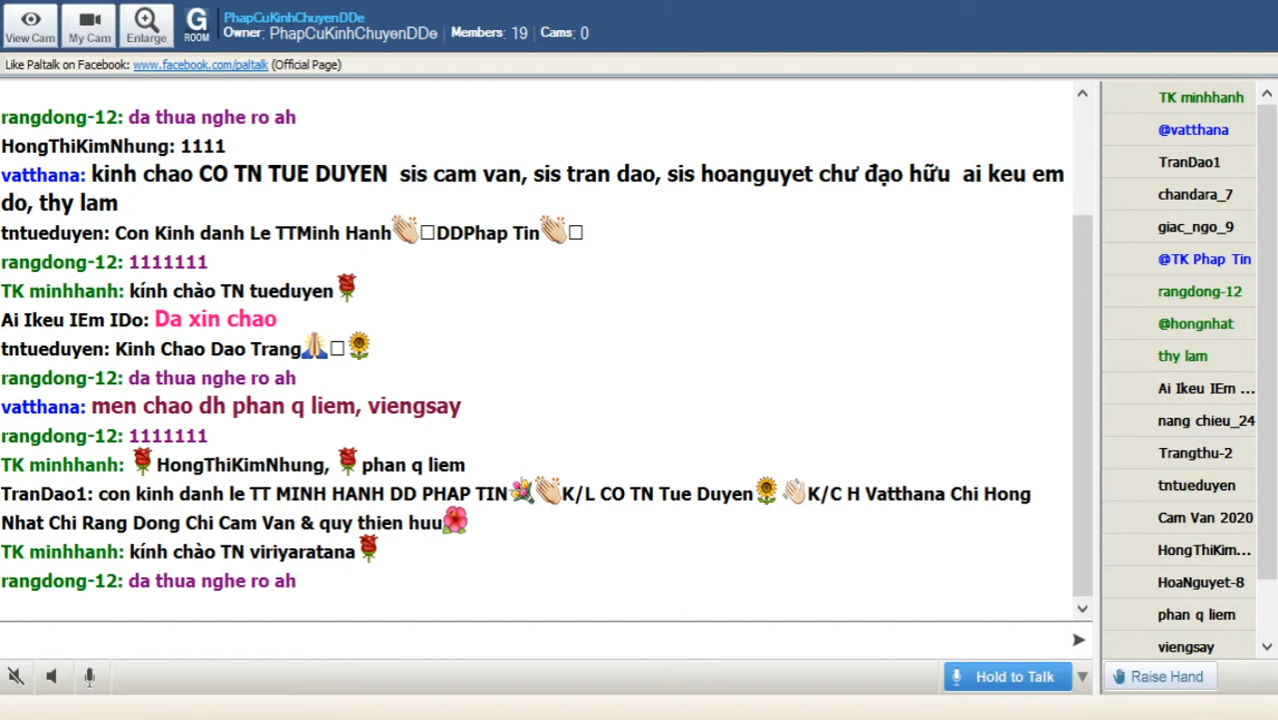 View Cam
My Cam
Enlarge
G
ROOM
PhapCuKinhChuyenDDe
Owner: PhapCuKinhChuyenDDe Members: 19 Cams: 0
Like Paltalk on Facebook: www.facebook.com/paltalk (Official Page)
rangdong-12: da thua nghe ro ah
HongThiKimNhung: 1111
vatthana: kinh chao CO TN TUE DUYEN sis cam van, sis tran dao, sis hoanguyet chư đạo hữu ai keu em
do, thy lam
tntueduyen: Con Kinh danh Le TTMinh Hanh👏□DDPhap Tin👏□
rangdong-12: 1111111
TK minhhanh: kính chào TN tueduyen🌹
Ai Ikeu IEm IDo: Da xin chao
tntueduyen: Kinh Chao Dao Trang🙏□🌻
rangdong-12: da thua nghe ro ah
vatthana: men chao dh phan q liem, viengsay
rangdong-12: 1111111
TK minhhanh: 🌹HongThiKimNhung, 🌹phan q liem
TranDao1: con kinh danh le TT MINH HANH DD PHAP TIN💐👏K/L CO TN Tue Duyen🌻👏K/C H Vatthana Chi Hong
Nhat Chi Rang Dong Chi Cam Van & quy thien huu🌺
TK minhhanh: kính chào TN viriyaratana🌹
rangdong-12: da thua nghe ro ah
Hold to Talk
TK minhhanh
@vatthana
TranDao1
chandara_7
giac_ngo_9
@TK Phap Tin
rangdong-12
@hongnhat
thy lam
Ai Ikeu IEm ...
nang chieu_24
Trangthu-2
tntueduyen
Cam Van 2020
HongThiKim...
HoaNguyet-8
phan q liem
viengsay
Raise Hand